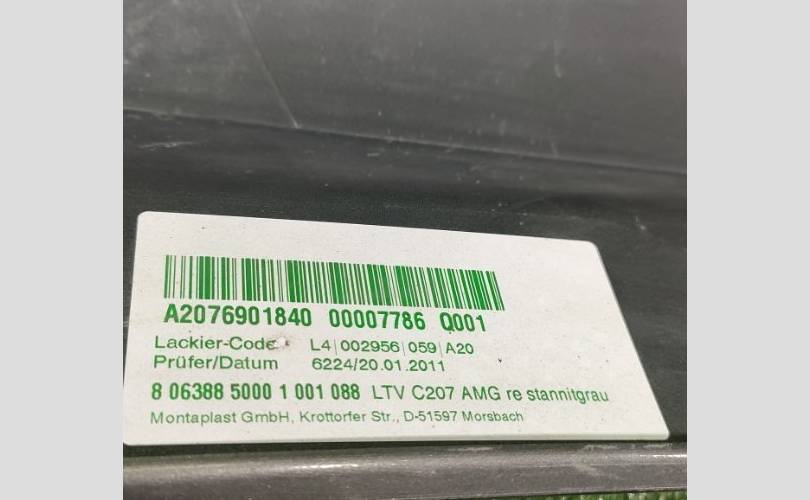 A2076901840 00007786 Q001
Lackier-Code L4|002956|059|A20
Prüfer/Datum 6224/20.01.2011
8 06388 5000 1 001 088 LTV C207 AMG re stannitgrau
Montaplast GmbH, Krottorfer Str., D-51597 Morsbach